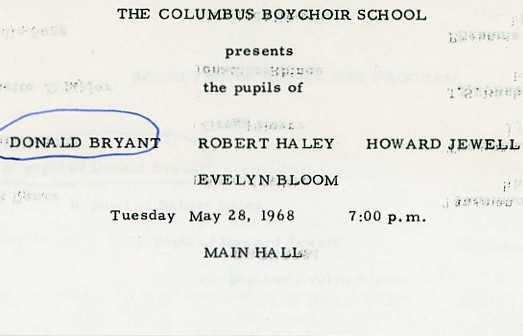 THE COLUMBUS BOYCHOIR SCHOOL
presents
the pupils of
DONALD BRYANT ROBERT HALEY HOWARD JEWELL
EVELYN BLOOM
Tuesday May 28, 1968 7:00 p.m.
MAIN HALL